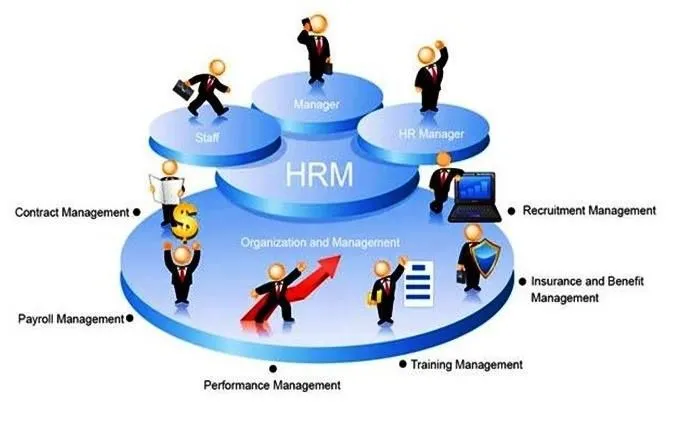 Manager
Staff
HR Manager
HRM
Contract Management
Recruitment Management
Organization and Management
Insurance and Benefit
Management
Payroll Management
Training Management
Performance Management